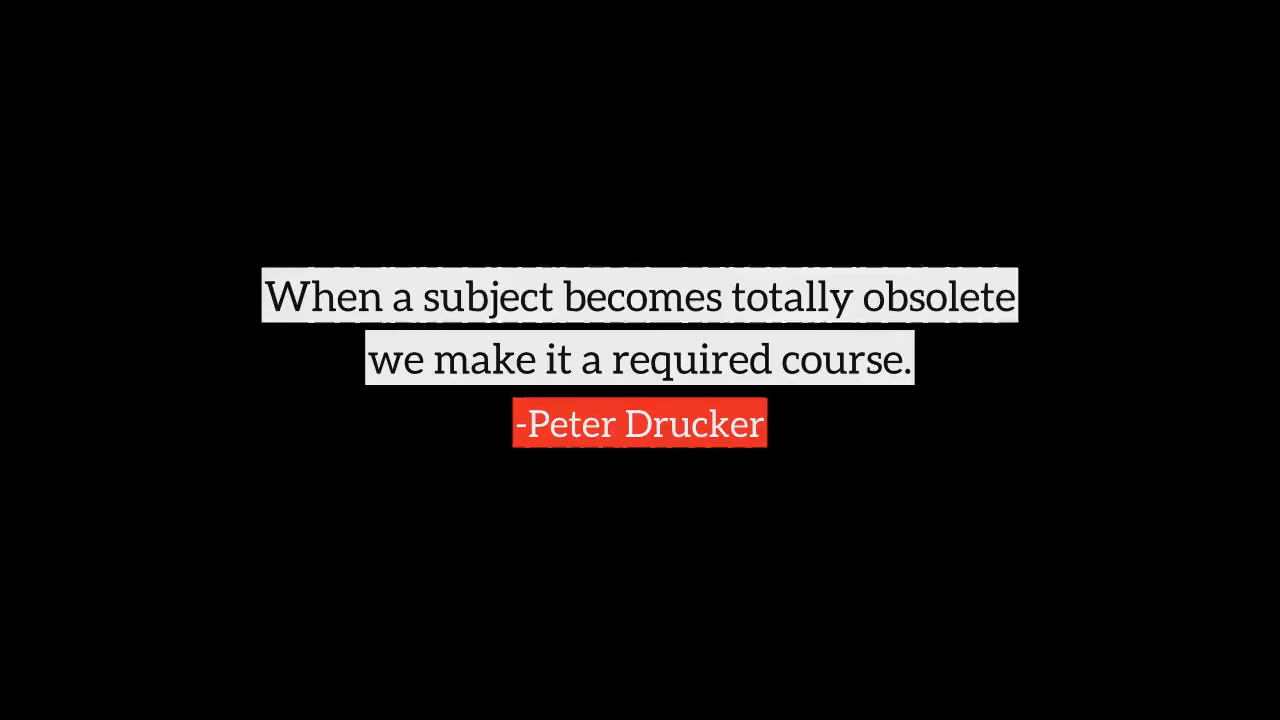 When a subject becomes totally obsolete
we make it a required course.
-Peter Drucker